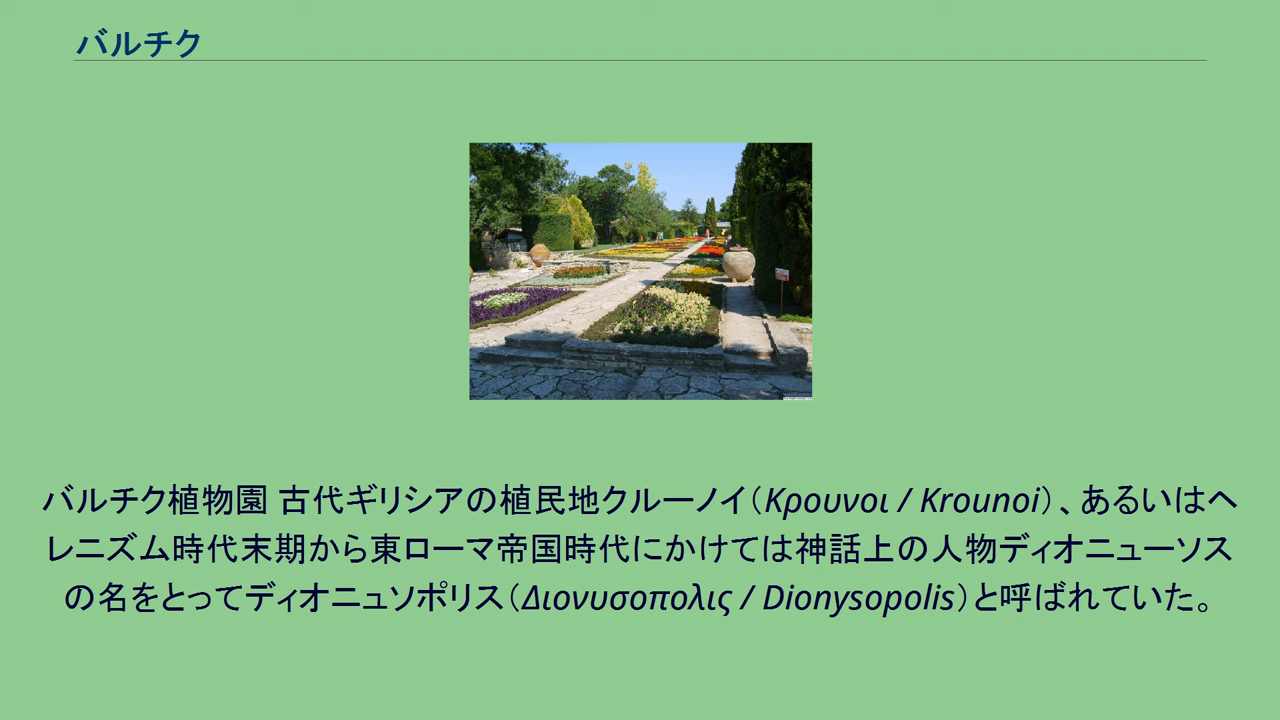 バルチク
バルチク植物園 古代ギリシアの植民地クルーノイ（Κρουνοι / Krounoi）、あるいはヘ
レニズム時代末期から東ローマ帝国時代にかけては神話上の人物ディオニューソス
の名をとってディオニュソポリス（Διονυσοπολις / Dionysopolis）と呼ばれていた。